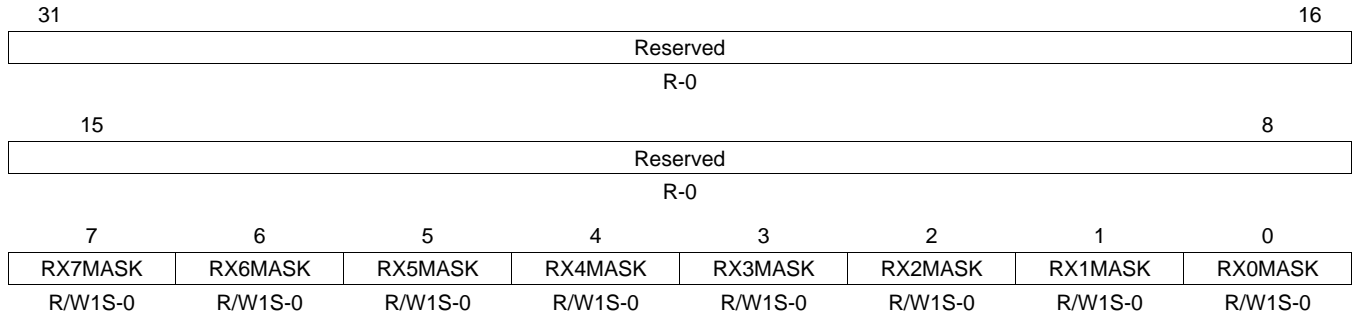 31 16
Reserved
R-0
15 8
Reserved
R-0
7 6 5 4 3 2 1 0
RX7MASK RX6MASK RX5MASK RX4MASK RX3MASK RX2MASK RX1MASK RX0MASK
R/W1S-0 R/W1S-0 R/W1S-0 R/W1S-0 R/W1S-0 R/W1S-0 R/W1S-0 R/W1S-0